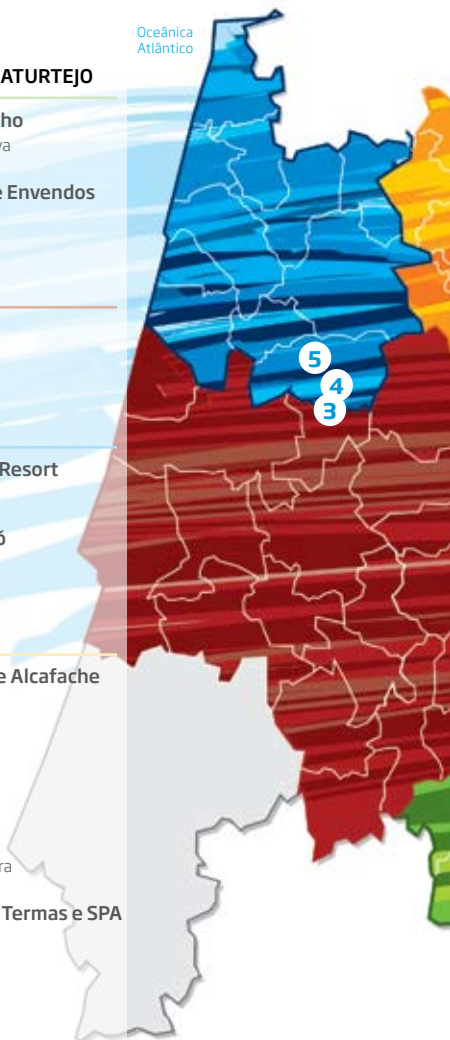 Oceânica
Atlântico
ATURTEJO
ho
va
e Envendos
5
4
3
Resort
ó
e Alcafache
ra
Termas e SPA